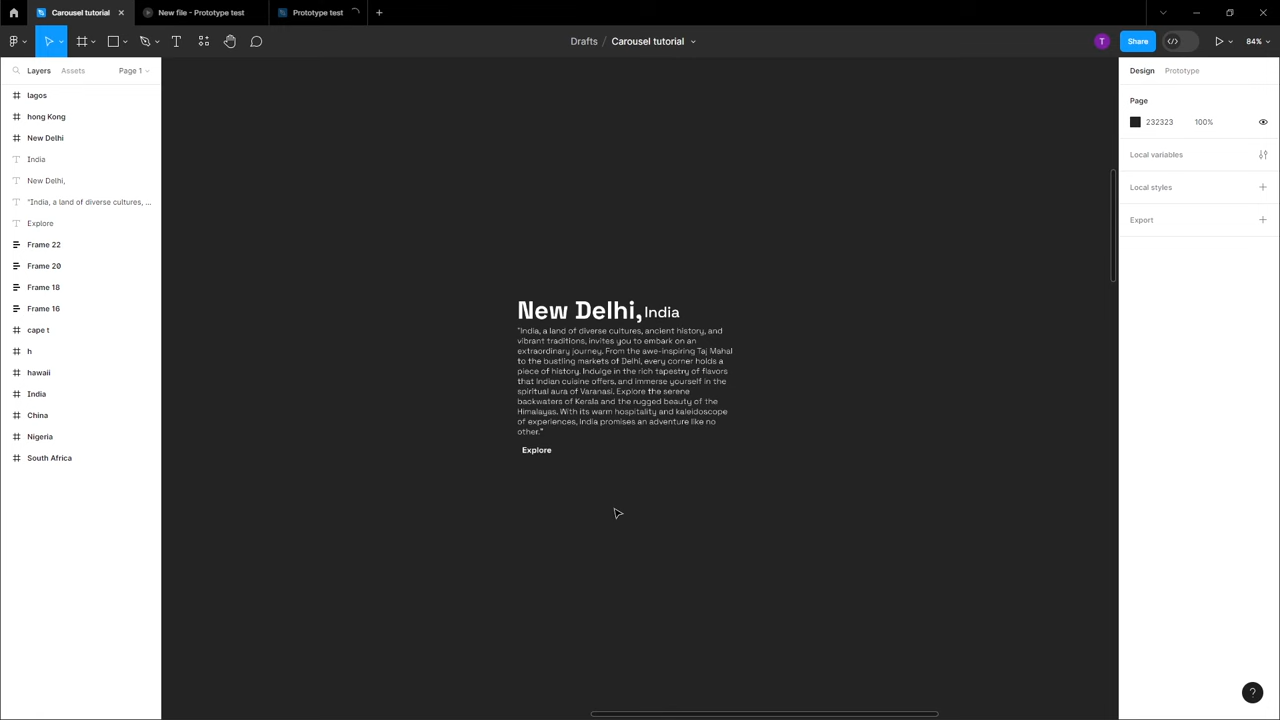 Carousel tutorial
New file - Prototype test
Prototype test
Drafts / Carousel tutorial
T
Share
84%
Layers
Assets
Page 1
lagos
hong Kong
New Delhi
India
New Delhi,
"India, a land of diverse cultures, ...
Explore
Frame 22
Frame 20
Frame 18
Frame 16
cape t
h
hawaii
India
China
Nigeria
South Africa
New Delhi, India
"India, a land of diverse cultures, ancient history, and
vibrant traditions, invites you to embark on an
extraordinary journey. From the awe-inspiring Taj Mahal
to the bustling markets of Delhi, every corner holds a
piece of history. Indulge in the rich tapestry of flavors
that Indian cuisine offers, and immerse yourself in the
spiritual aura of Varanasi. Explore the serene
backwaters of Kerala and the rugged beauty of the
Himalayas. With its warm hospitality and kaleidoscope
of experiences, India promises an adventure like no
other."
Explore
Design
Prototype
Page
232323
100%
Local variables
Local styles
Export
?